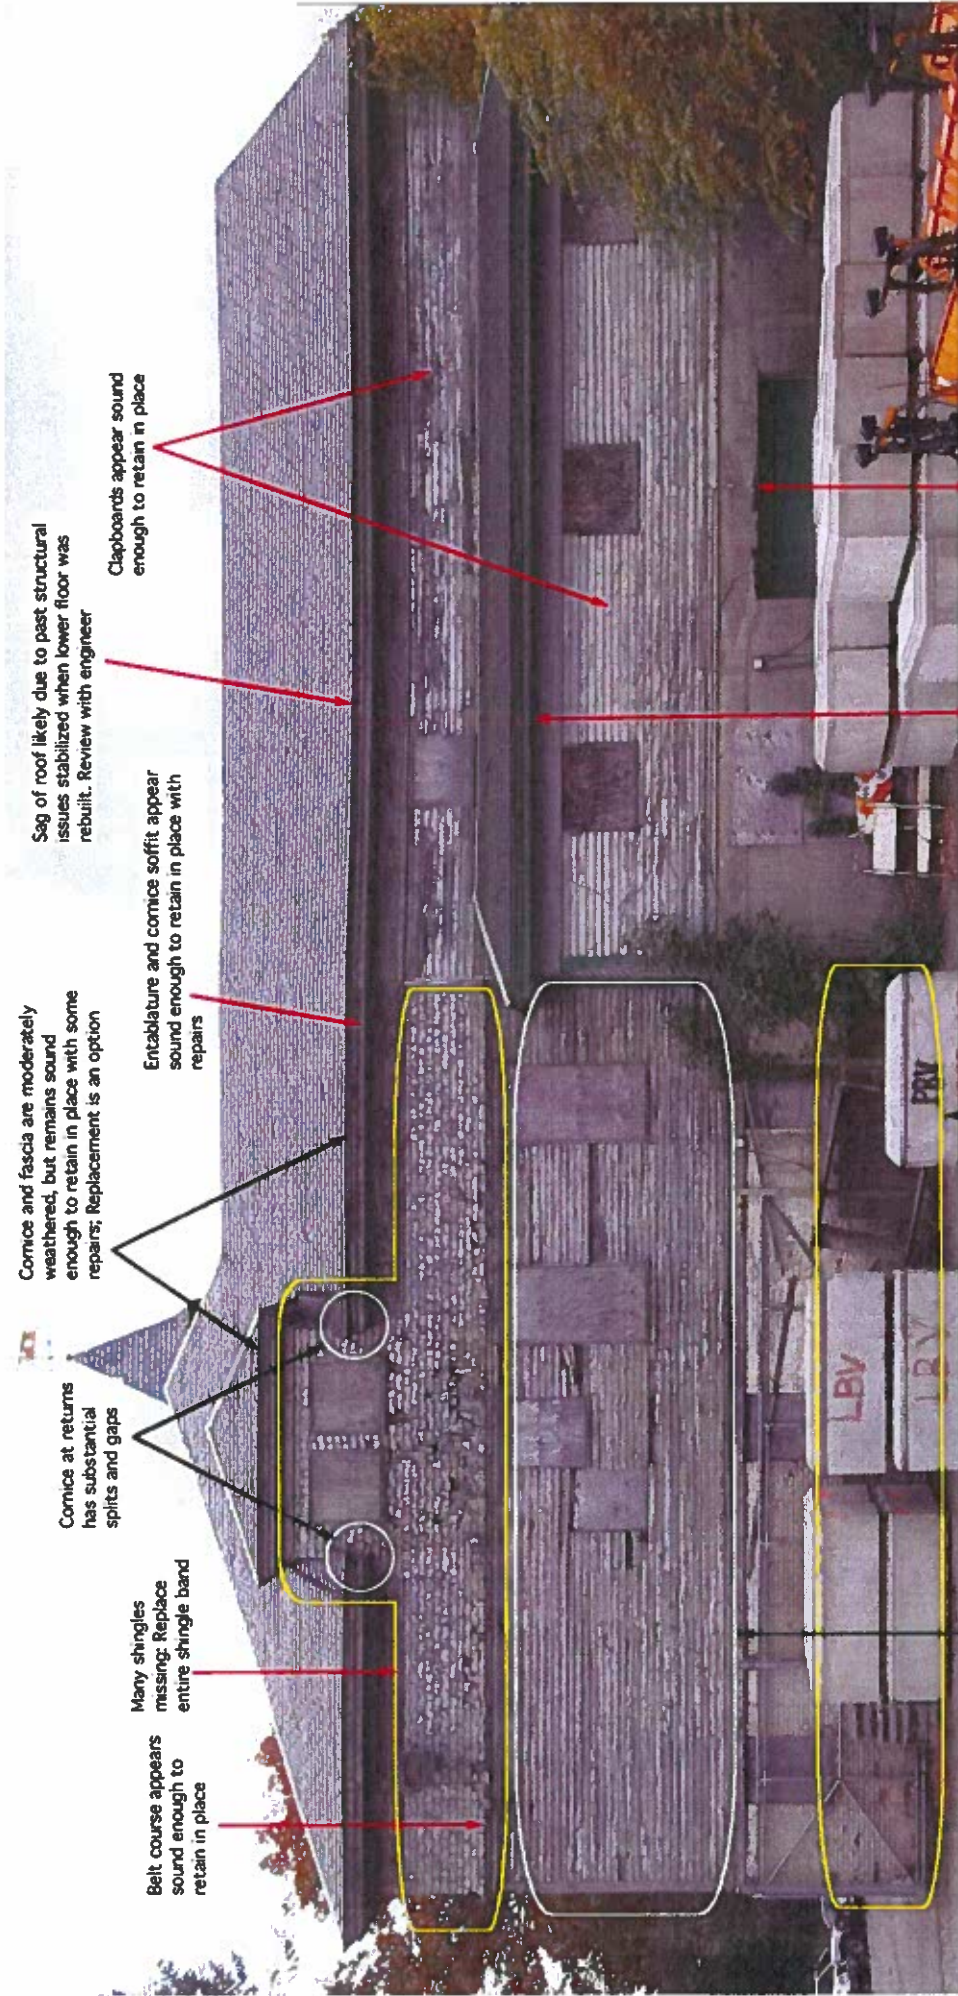 Belt course appears
sound enough to
retain in place
Many shingles
missing: Replace
entire shingle band
Cornice at returns
has substantial
splits and gaps
Cornice and fascia are moderately
weathered, but remains sound
enough to retain in place with some
repairs; Replacement is an option
Entablature and cornice soffit appear
sound enough to retain in place with
repairs
Sag of roof likely due to past structural
issues stabilized when lower floor was
rebuilt. Review with engineer
Clapboards appear sound
enough to retain in place
LBV
LBV
PRV